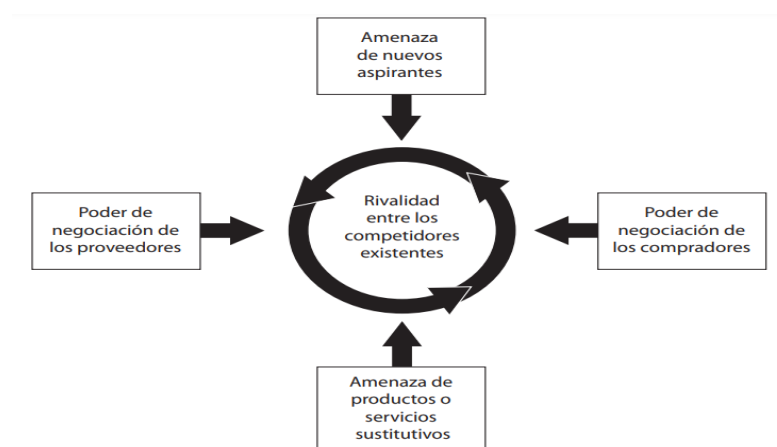 Amenaza
de nuevos
aspirantes
Poder de
negociación de
los proveedores
Rivalidad
entre los
competidores
existentes
Poder de
negociación de
los compradores
Amenaza de
productos o
servicios
sustitutivos